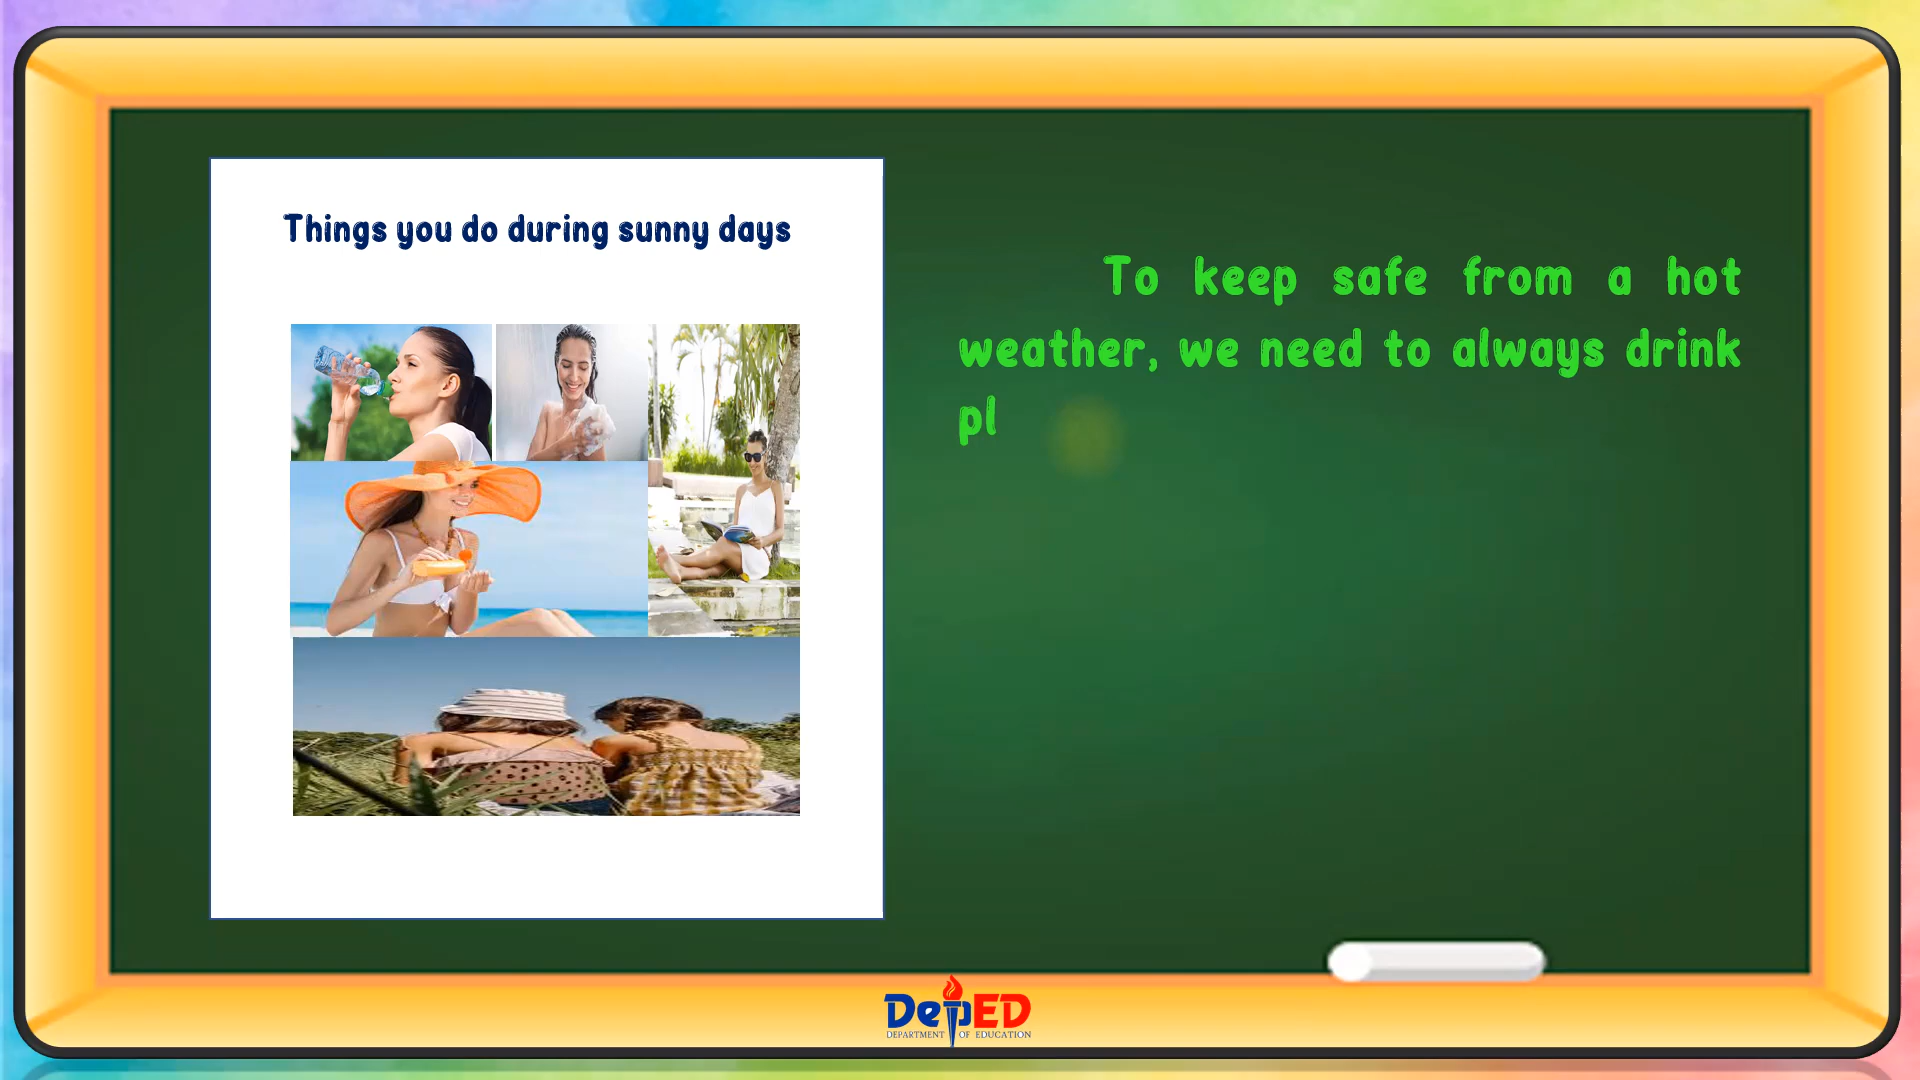 Things you do during sunny days
To keep safe from a hot
weather, we need to always drink
pl
DepED
DEPARTMENT OF EDUCATION